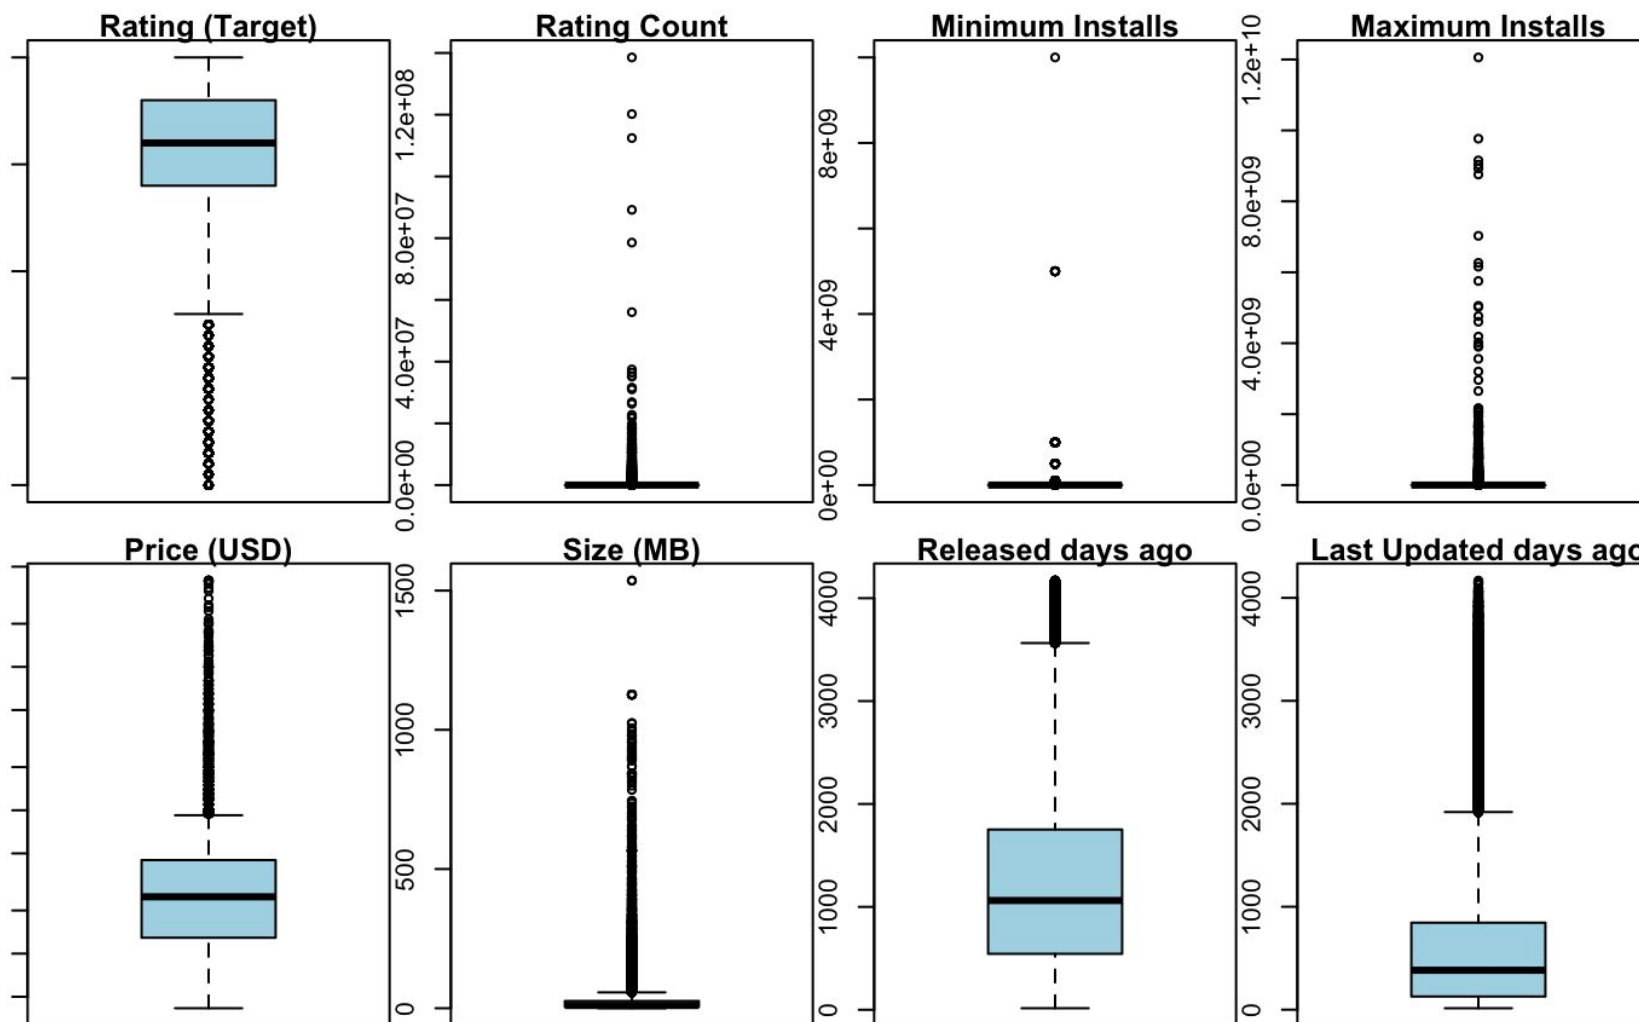 Rating (Target)
Rating Count
Minimum Installs
Maximum Installs
0.0e+00
4.0e+07
8.0e+07
1.2e+08
0e+00
4e+09
8e+09
0.0e+00
4.0e+09
8.0e+09
1.2e+10
Price (USD)
Size (MB)
Released days ago
Last Updated days ago
0
500
1000
1500
0
1000
2000
3000
4000
0
1000
2000
3000
4000